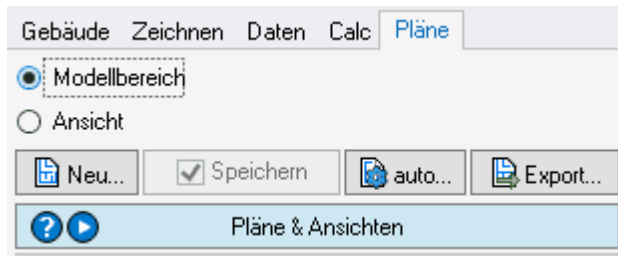 Gebäude Zeichnen Daten Calc Pläne
Modellbereich
Ansicht
Neu... Speichern auto... Export...
? Pläne & Ansichten